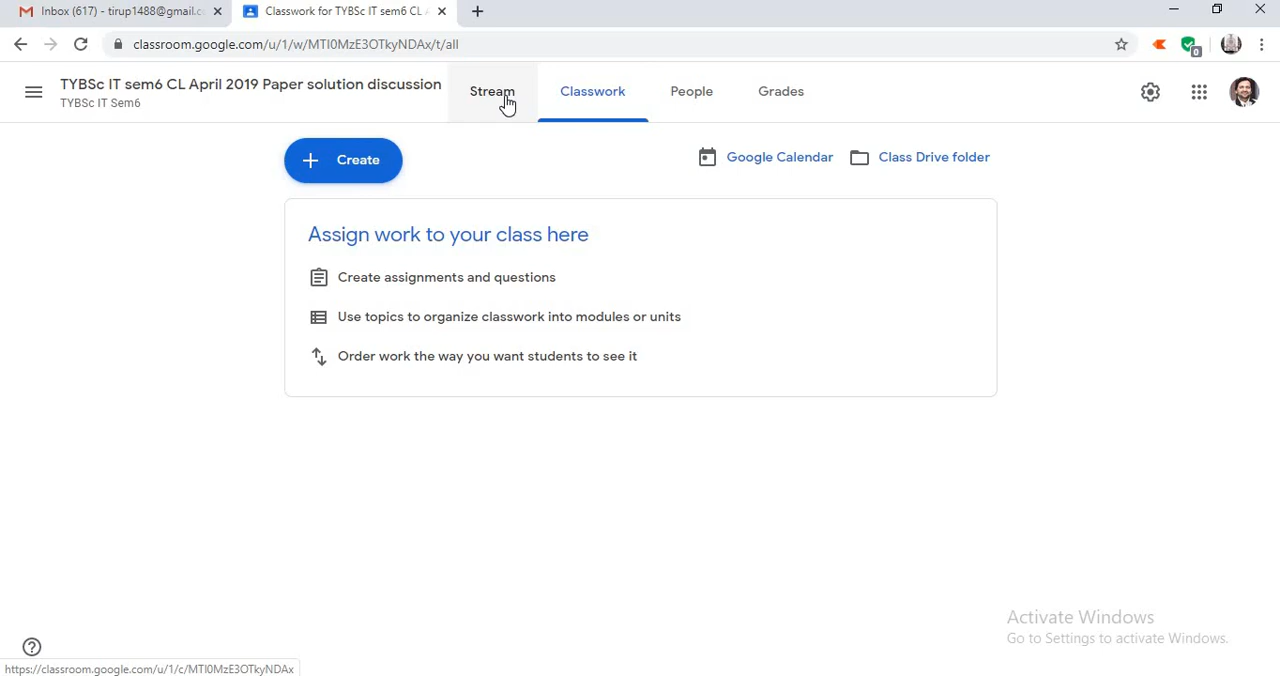 Inbox (617) - tirup1488@gmail.c
Classwork for TYBSc IT sem6 CL A
classroom.google.com/u/1/w/MTI0MzE3OTkyNDAx/t/all
0
TYBSc IT sem6 CL April 2019 Paper solution discussion
TYBSc IT Sem6
Stream
Classwork
People
Grades
Create
Google Calendar
Class Drive folder
Assign work to your class here
Create assignments and questions
Use topics to organize classwork into modules or units
Order work the way you want students to see it
Activate Windows
Go to Settings to activate Windows.
https://classroom.google.com/u/1/c/MTI0MzE3OTkyNDAx